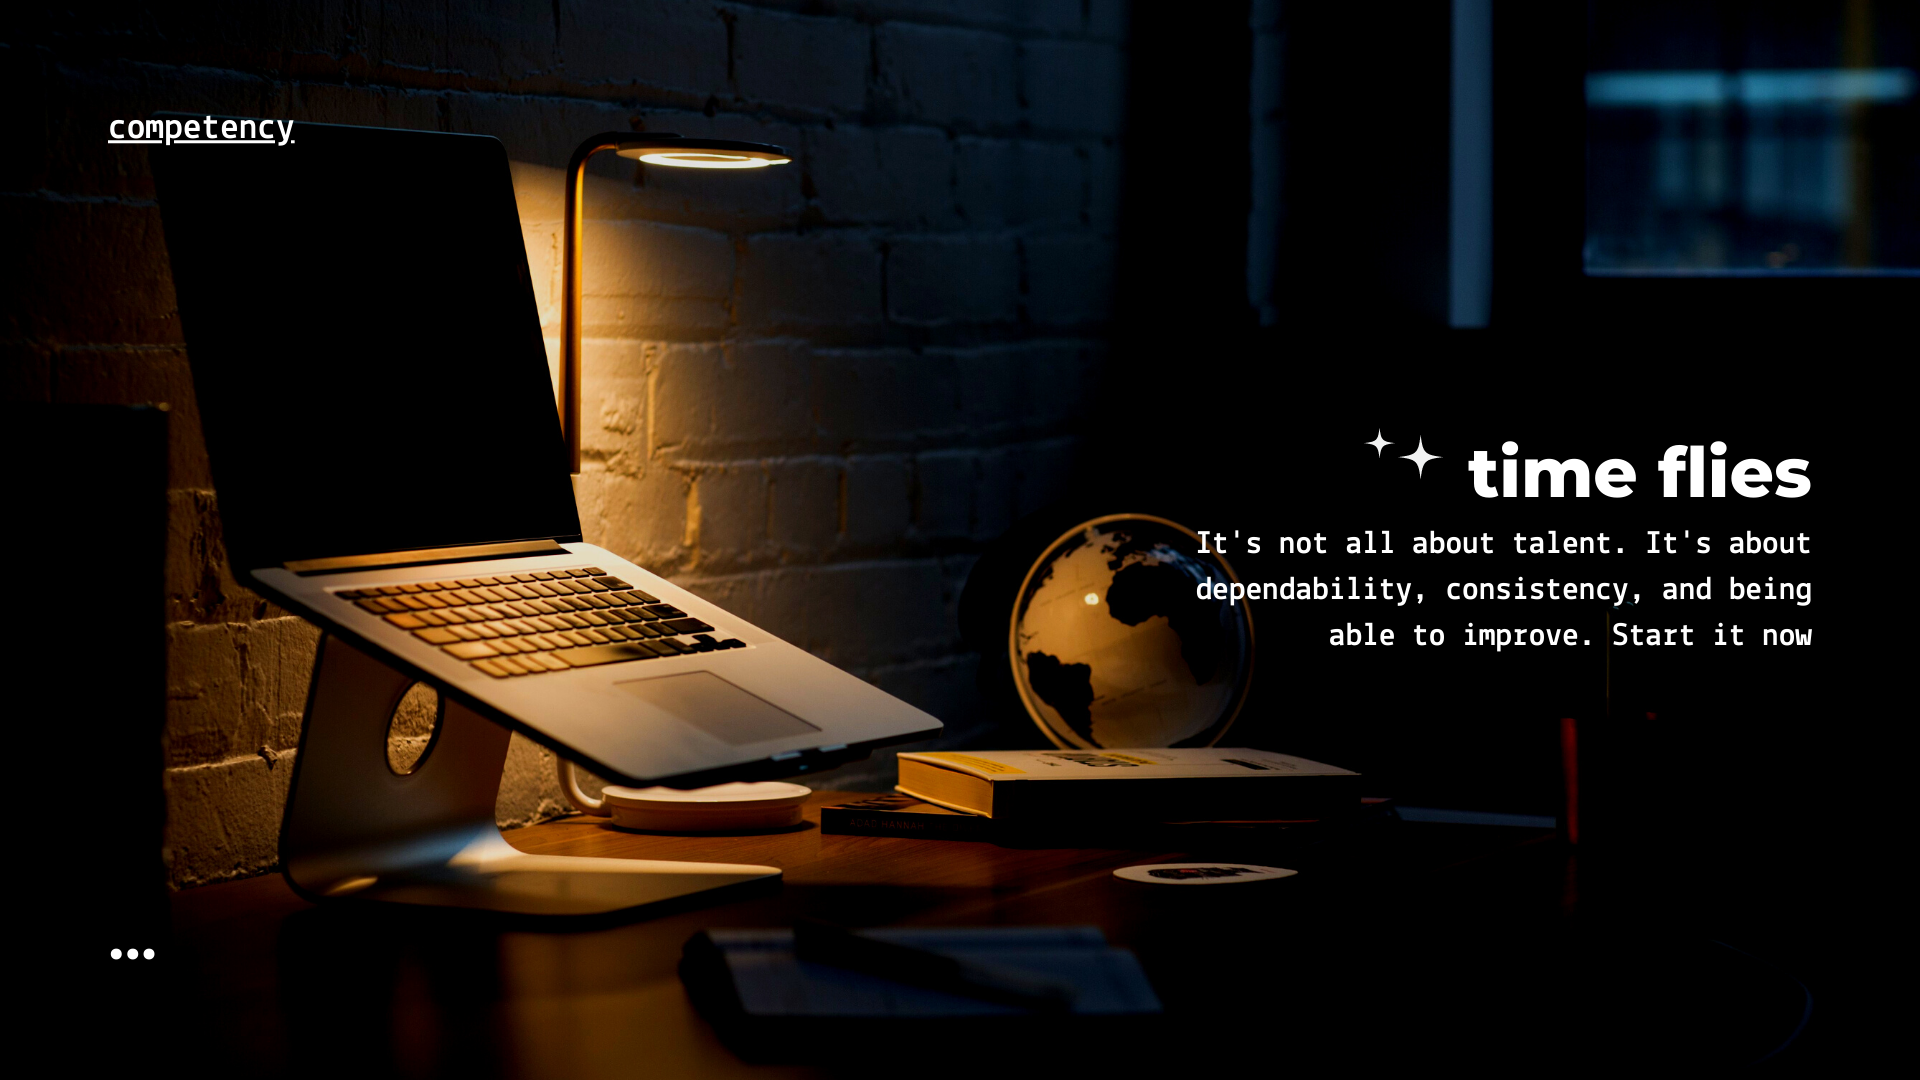 competency
time flies
It's not all about talent. It's about
dependability, consistency, and being
able to improve. Start it now